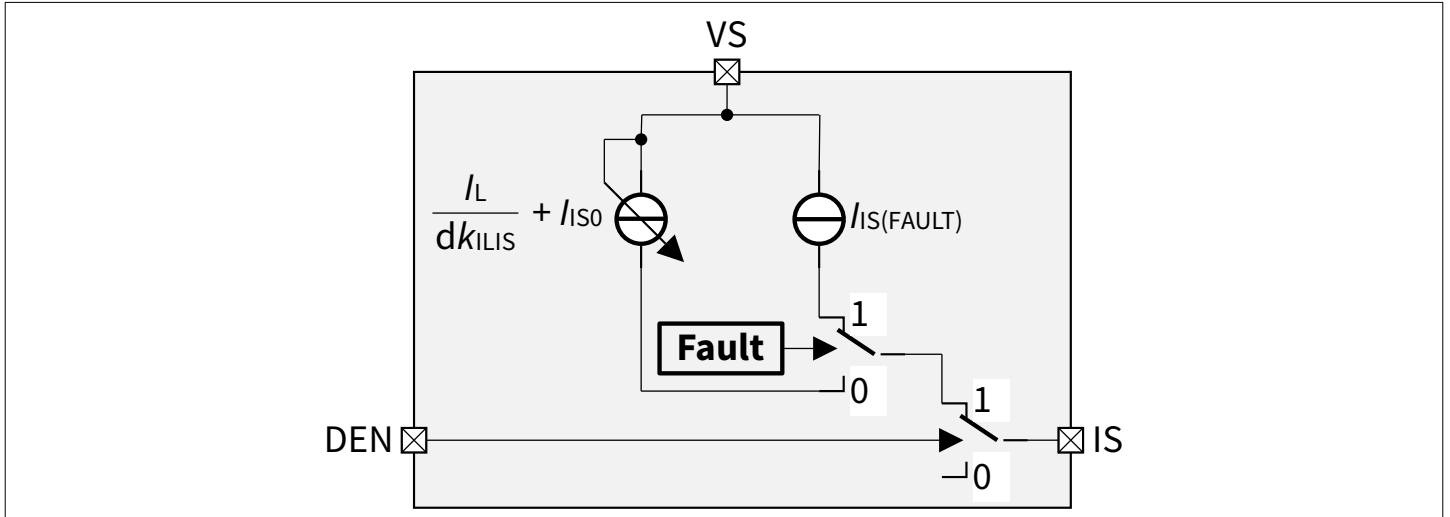 VS
I_L
dk_ILIS + I_IS0
I_IS(FAULT)
1
Fault
0
1
DEN
IS
0